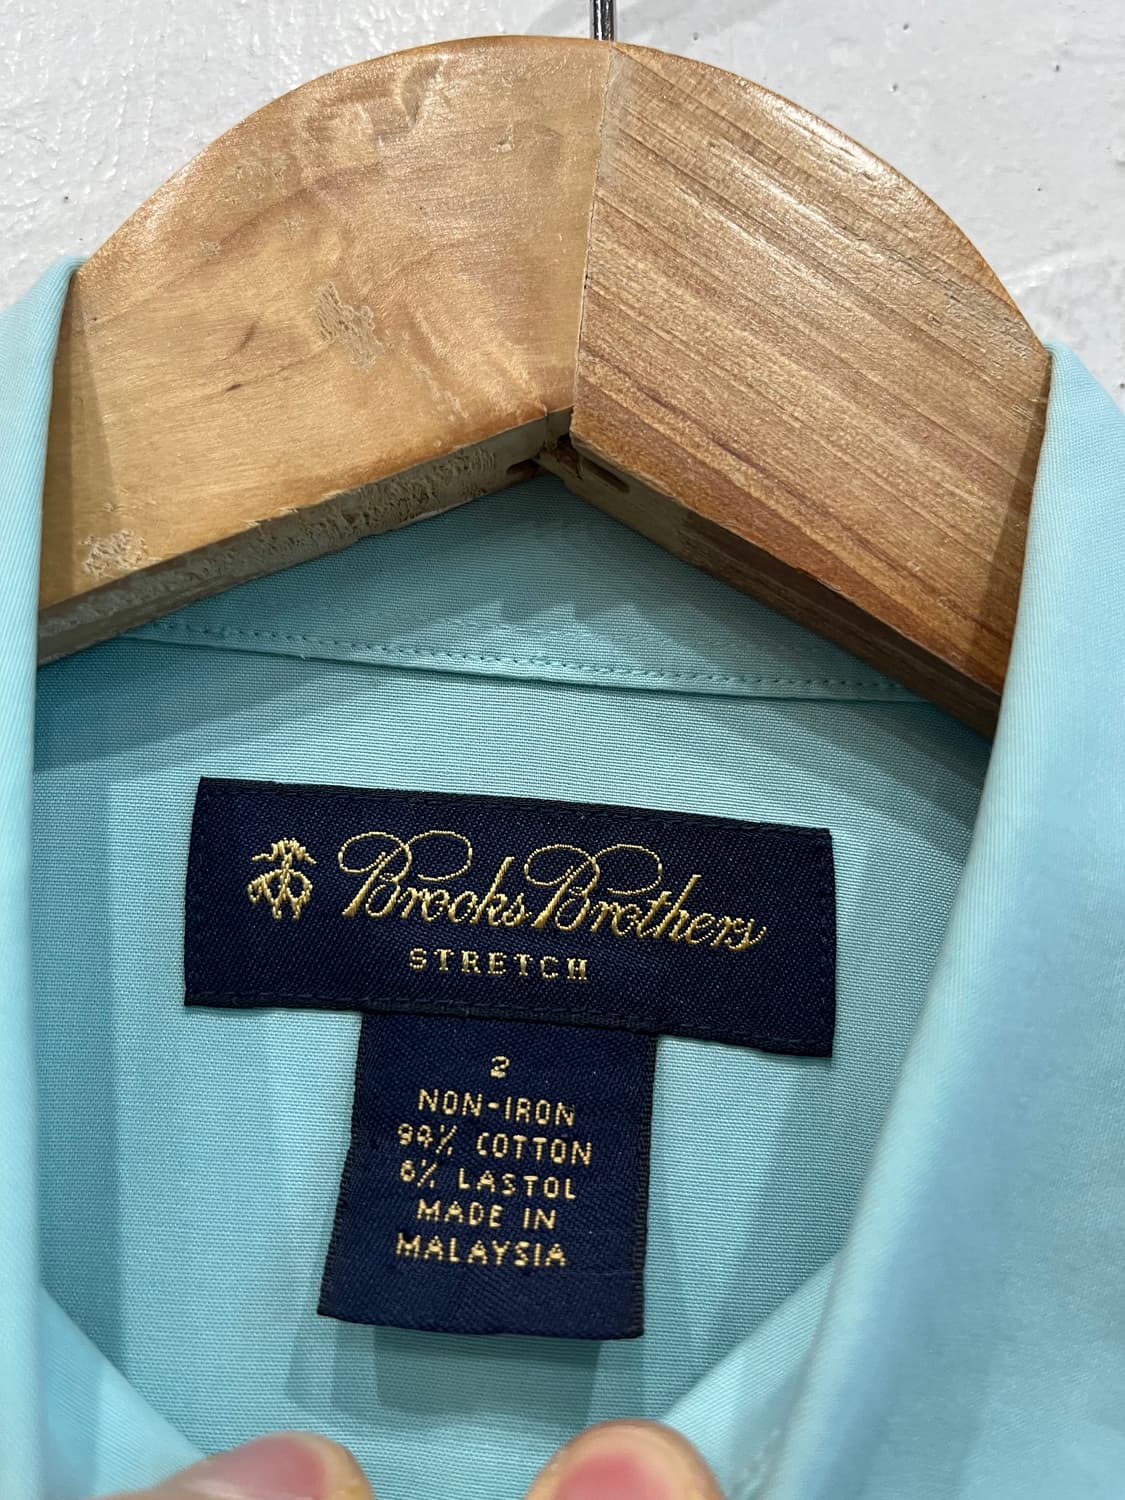 Brooks Brothers
STRETCH
2
NON-IRON
94% COTTON
6% LASTOL
MADE IN
MALAYSIA